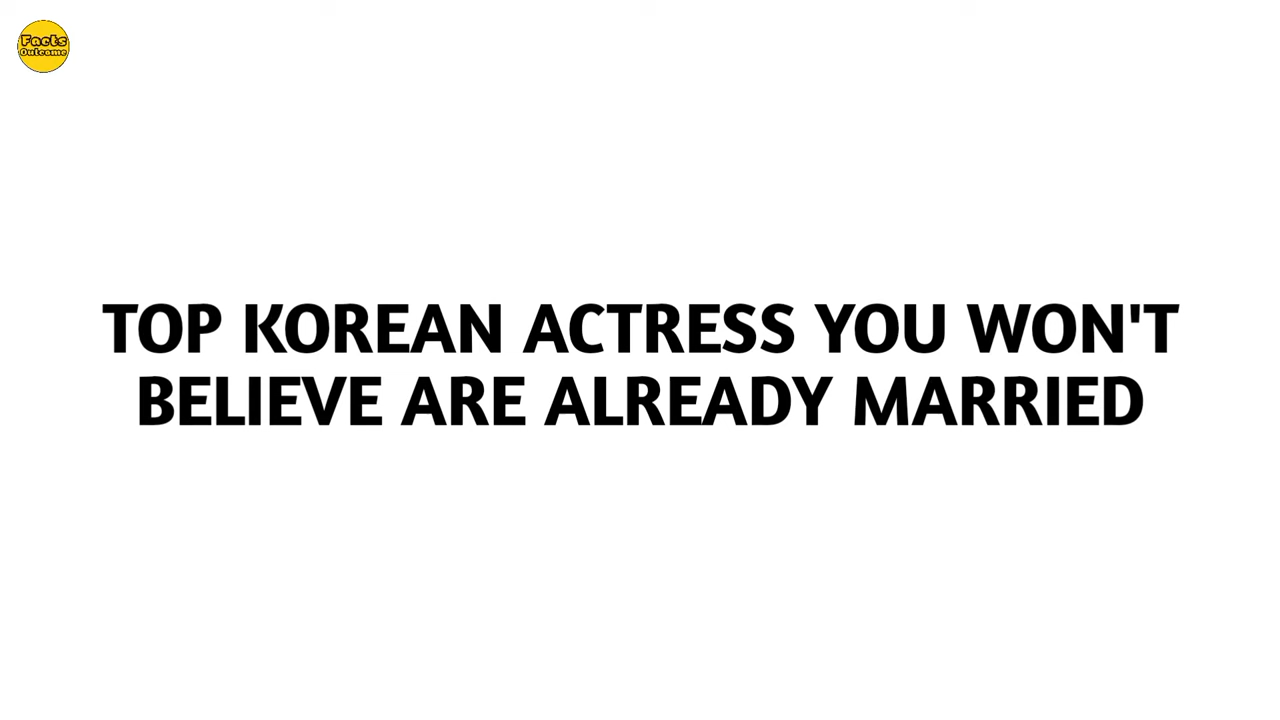 Facts
Outcome
TOP KOREAN ACTRESS YOU WON'T
BELIEVE ARE ALREADY MARRIED